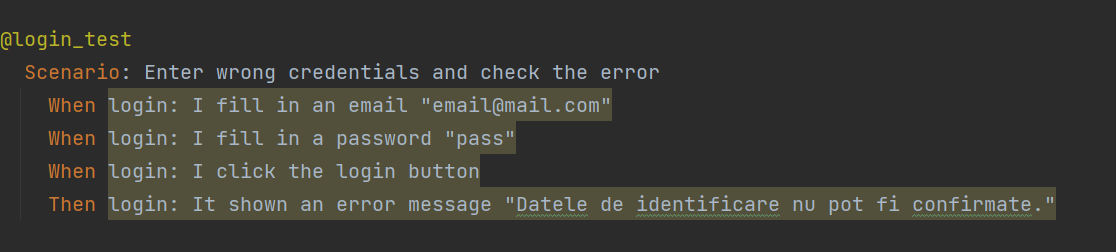 @login_test
Scenario: Enter wrong credentials and check the error
When login: I fill in an email "email@mail.com"
When login: I fill in a password "pass"
When login: I click the login button
Then login: It shown an error message "Datele de identificare nu pot fi confirmate."